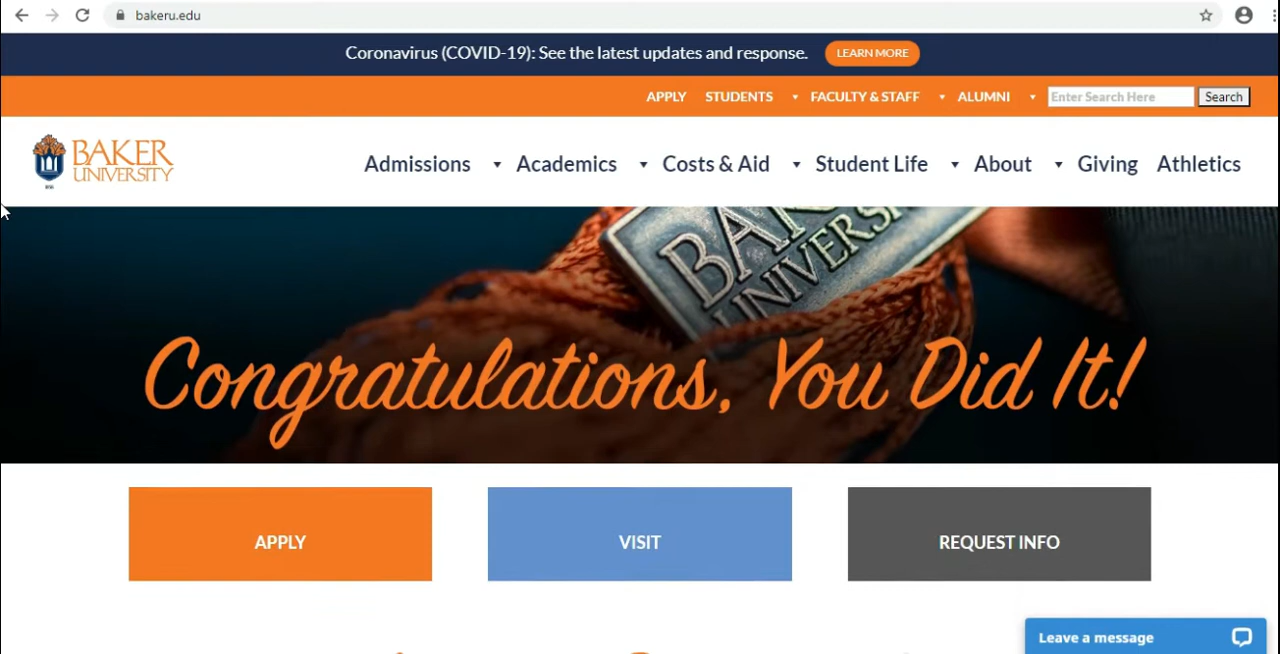 bakeru.edu
Coronavirus (COVID-19): See the latest updates and response. LEARN MORE
APPLY STUDENTS FACULTY & STAFF ALUMNI Enter Search Here Search
BAKER
UNIVERSITY
Admissions Academics Costs & Aid Student Life About Giving Athletics
UNIVERS
Congratulations, You Did It!
APPLY VISIT REQUEST INFO
Leave a message